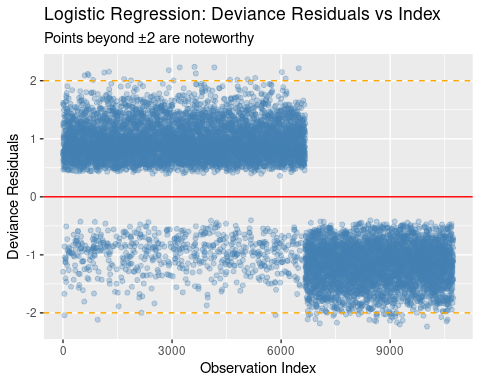 Logistic Regression: Deviance Residuals vs Index
Points beyond ±2 are noteworthy
Deviance Residuals
2
1
0
-1
-2
0 3000 6000 9000
Observation Index